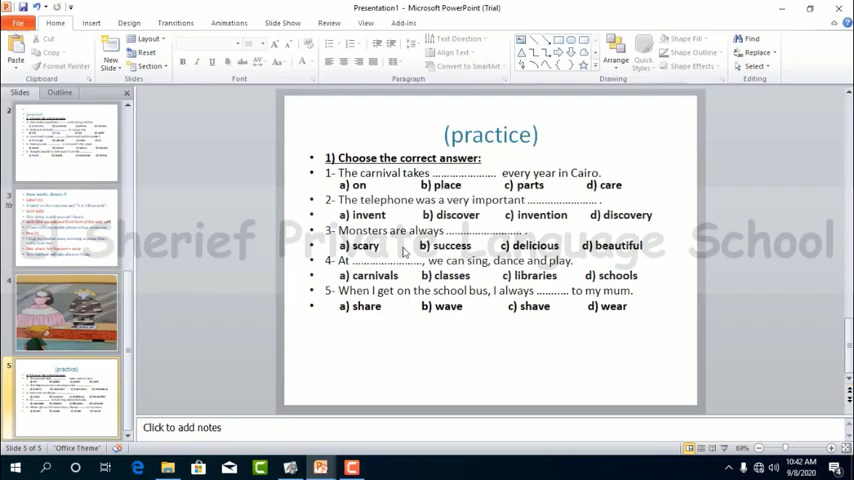 Presentation1 - Microsoft PowerPoint (Trial)
File
Home
Insert
Design
Transitions
Animations
Slide Show
Review
View
Add-Ins
Paste
Cut
Copy
Format Painter
Clipboard
New Slide
Layout
Reset
Section
Slides
Font
Paragraph
Text Direction
Align Text
Convert to SmartArt
Arrange
Quick Styles
Shape Fill
Shape Outline
Shape Effects
Drawing
Find
Replace
Select
Editing
Slides
Outline
2
3
5
(practice)
1) Choose the correct answer:
1- The carnival takes ........................ every year in Cairo.
a) on b) place c) parts d) care
2- The telephone was a very important .......................... .
a) invent b) discover c) invention d) discovery
3- Monsters are always ............................ .
a) scary b) success c) delicious d) beautiful
4- At ........................, we can sing, dance and play.
a) carnivals b) classes c) libraries d) schools
5- When I get on the school bus, I always ........... to my mum.
a) share b) wave c) shave d) wear
Sherief Private Language School
Click to add notes
Slide 5 of 5
"Office Theme"
69%
10:42 AM
9/8/2020